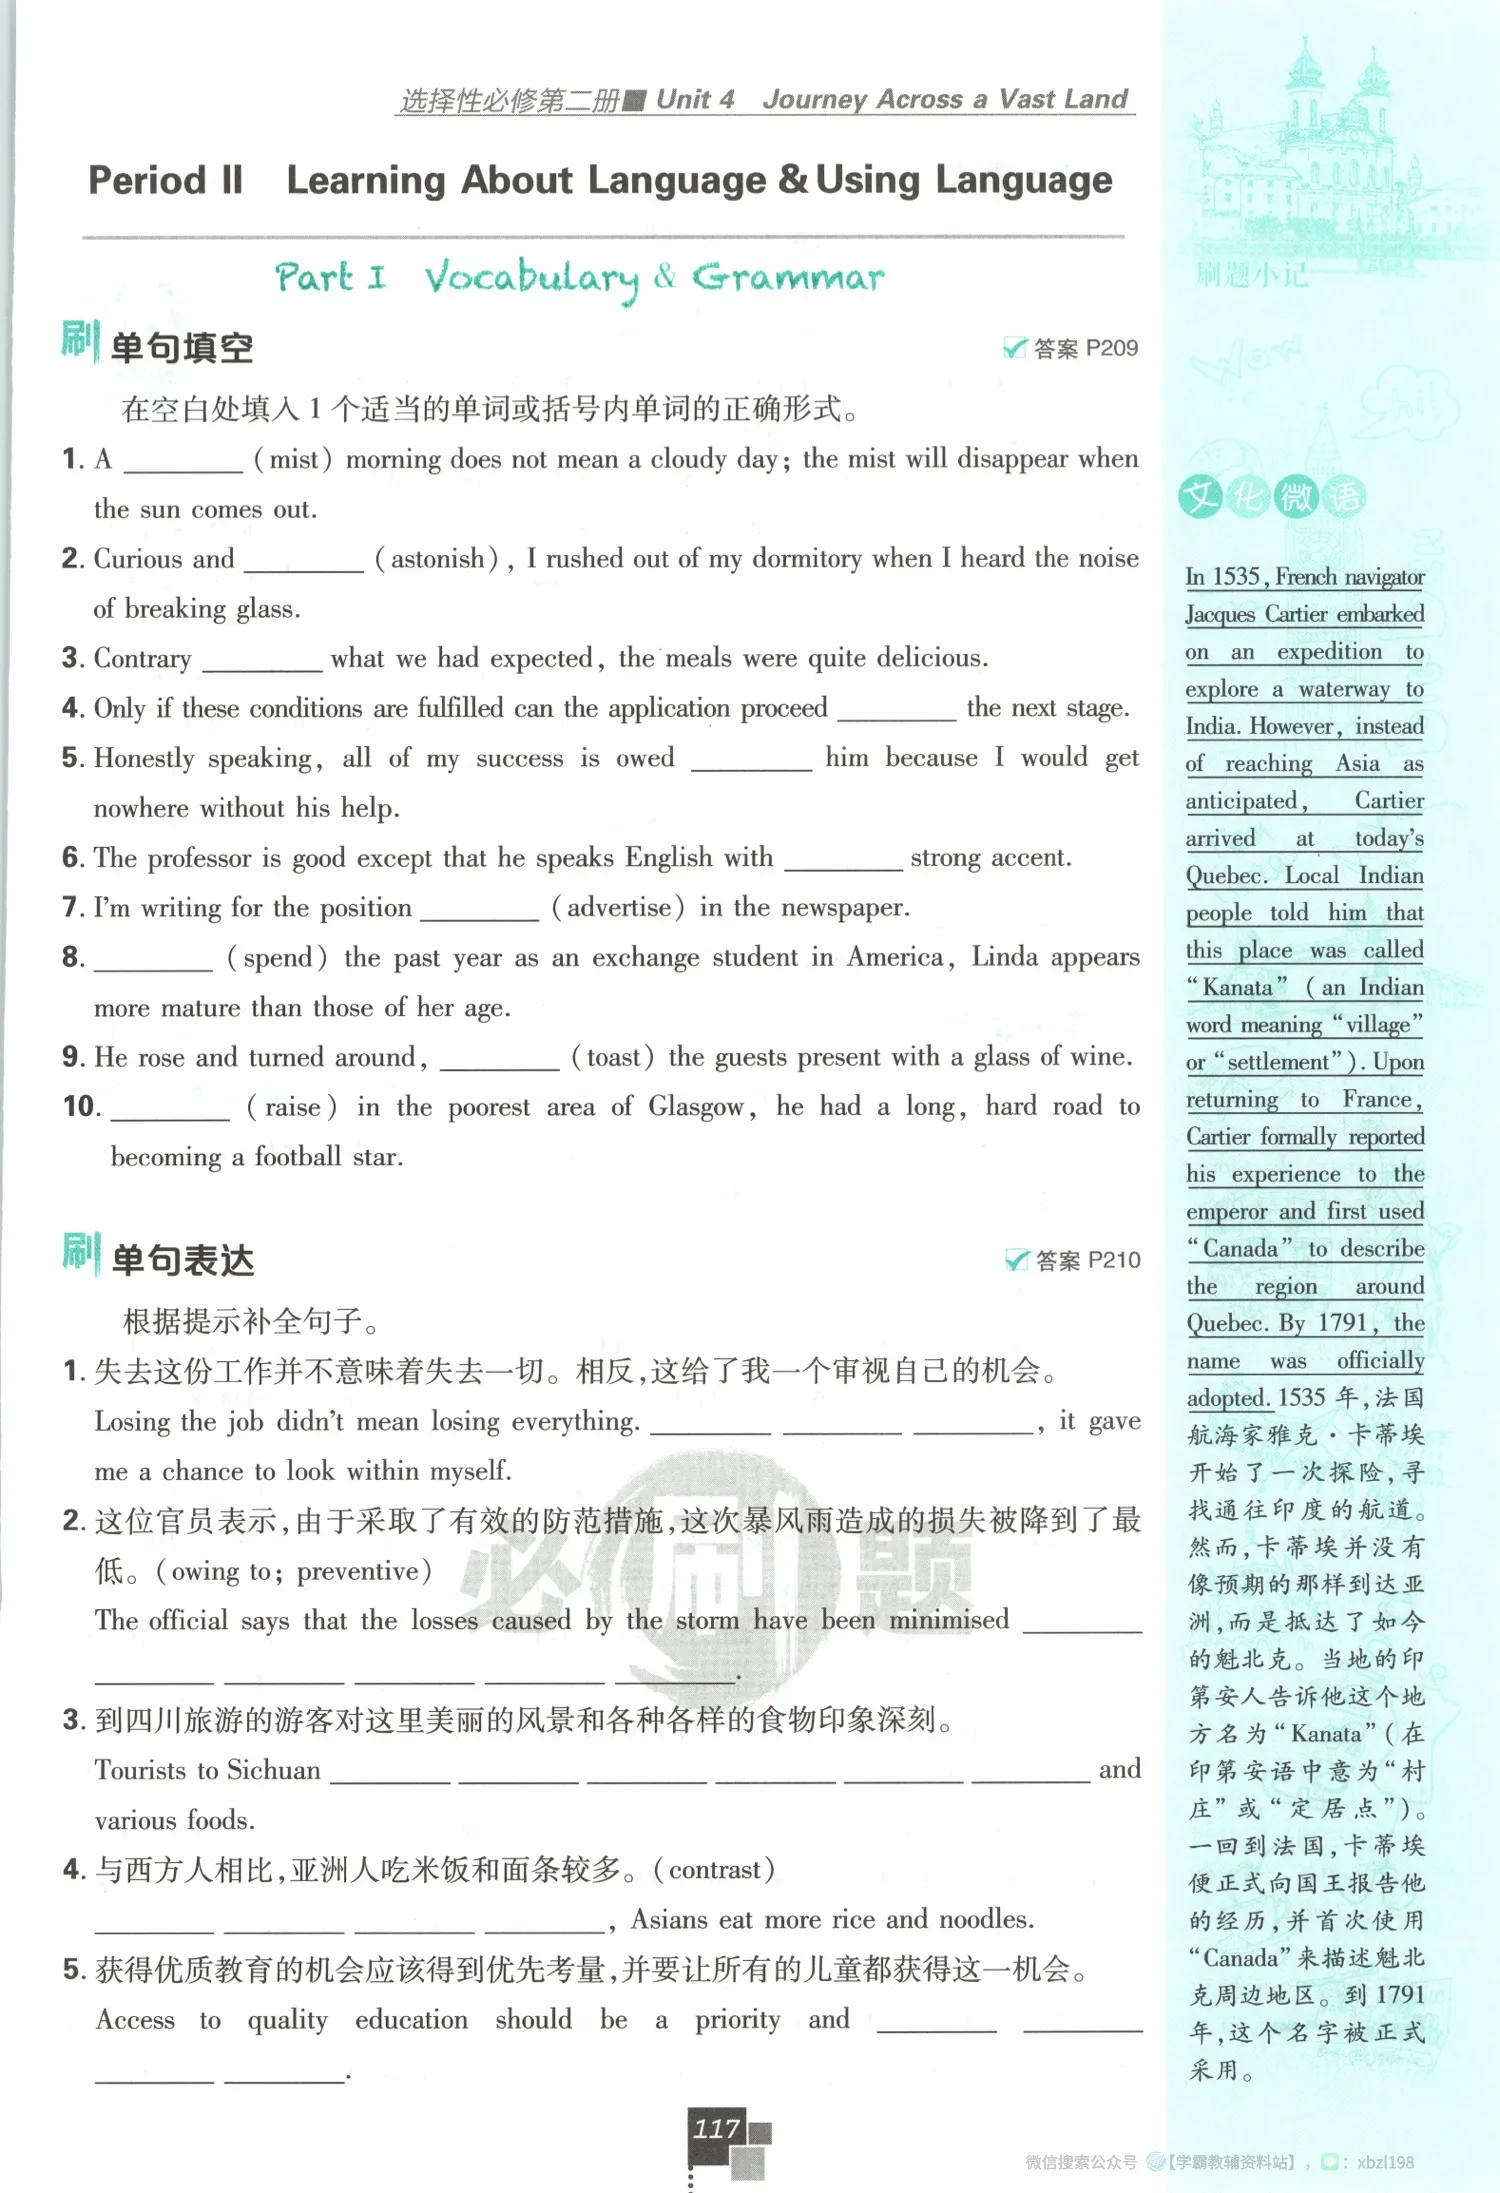 选择性必修第二册■ Unit 4 Journey Across a Vast Land
Period II Learning About Language & Using Language
Part I Vocabulary & Grammar
刷 单句填空
答案 P209
在空白处填入 1 个适当的单词或括号内单词的正确形式。
1. A ________ (mist) morning does not mean a cloudy day; the mist will disappear when
the sun comes out.
2. Curious and ________ (astonish), I rushed out of my dormitory when I heard the noise
of breaking glass.
3. Contrary ________ what we had expected, the meals were quite delicious.
4. Only if these conditions are fulfilled can the application proceed ________ the next stage.
5. Honestly speaking, all of my success is owed ________ him because I would get
nowhere without his help.
6. The professor is good except that he speaks English with ________ strong accent.
7. I'm writing for the position ________ (advertise) in the newspaper.
8. ________ (spend) the past year as an exchange student in America, Linda appears
more mature than those of her age.
9. He rose and turned around, ________ (toast) the guests present with a glass of wine.
10. ________ (raise) in the poorest area of Glasgow, he had a long, hard road to
becoming a football star.
刷 单句表达
答案 P210
根据提示补全句子。
1. 失去这份工作并不意味着失去一切。相反,这给了我一个审视自己的机会。
Losing the job didn't mean losing everything. ________ ________ ________, it gave
me a chance to look within myself.
2. 这位官员表示,由于采取了有效的防范措施,这次暴风雨造成的损失被降到了最
低。(owing to; preventive)
The official says that the losses caused by the storm have been minimised ________
________ ________ ________ ________ ________.
3. 到四川旅游的游客对这里美丽的风景和各种各样的食物印象深刻。
Tourists to Sichuan ________ ________ ________ ________ ________ ________ and
various foods.
4. 与西方人相比,亚洲人吃米饭和面条较多。(contrast)
________ ________ ________ ________, Asians eat more rice and noodles.
5. 获得优质教育的机会应该得到优先考量,并要让所有的儿童都获得这一机会。
Access to quality education should be a priority and ________ ________
________ ________.
必刷题
117
刷题小记
文化微语
In 1535, French navigator
Jacques Cartier embarked
on an expedition to
explore a waterway to
India. However, instead
of reaching Asia as
anticipated, Cartier
arrived at today's
Quebec. Local Indian
people told him that
this place was called
“Kanata” (an Indian
word meaning “village”
or “settlement”). Upon
returning to France,
Cartier formally reported
his experience to the
emperor and first used
“Canada” to describe
the region around
Quebec. By 1791, the
name was officially
adopted. 1535 年,法国
航海家雅克·卡蒂埃
开始了一次探险,寻
找通往印度的航道。
然而,卡蒂埃并没有
像预期的那样到达亚
洲,而是抵达了如今
的魁北克。当地的印
第安人告诉他这个地
方名为“Kanata”(在
印第安语中意为“村
庄”或“定居点”)。
一回到法国,卡蒂埃
便正式向国王报告他
的经历,并首次使用
“Canada”来描述魁北
克周边地区。到 1791
年,这个名字被正式
采用。
微信搜索公众号 【学霸教辅资料站】, : xbzl198